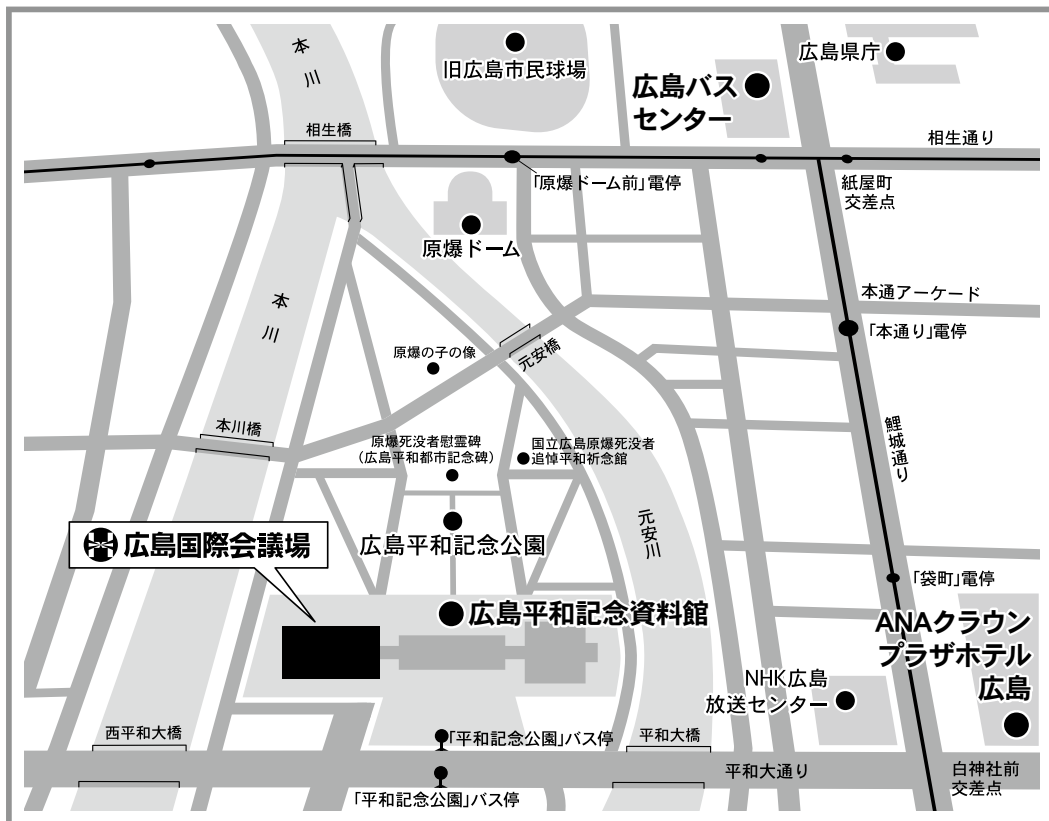 本川
旧広島市民球場
広島バス
センター
広島県庁
相生橋
相生通り
「原爆ドーム前」電停
紙屋町
交差点
原爆ドーム
本川
本通アーケード
「本通り」電停
元安橋
原爆の子の像
本川橋
原爆死没者慰霊碑
(広島平和都市記念碑)
国立広島原爆死没者
追悼平和祈念館
鯉城通り
元安川
広島国際会議場
広島平和記念公園
「袋町」電停
広島平和記念資料館
ANAクラウン
プラザホテル
広島
NHK広島
放送センター
西平和大橋
「平和記念公園」バス停
平和大橋
平和大通り
白神社前
交差点
「平和記念公園」バス停